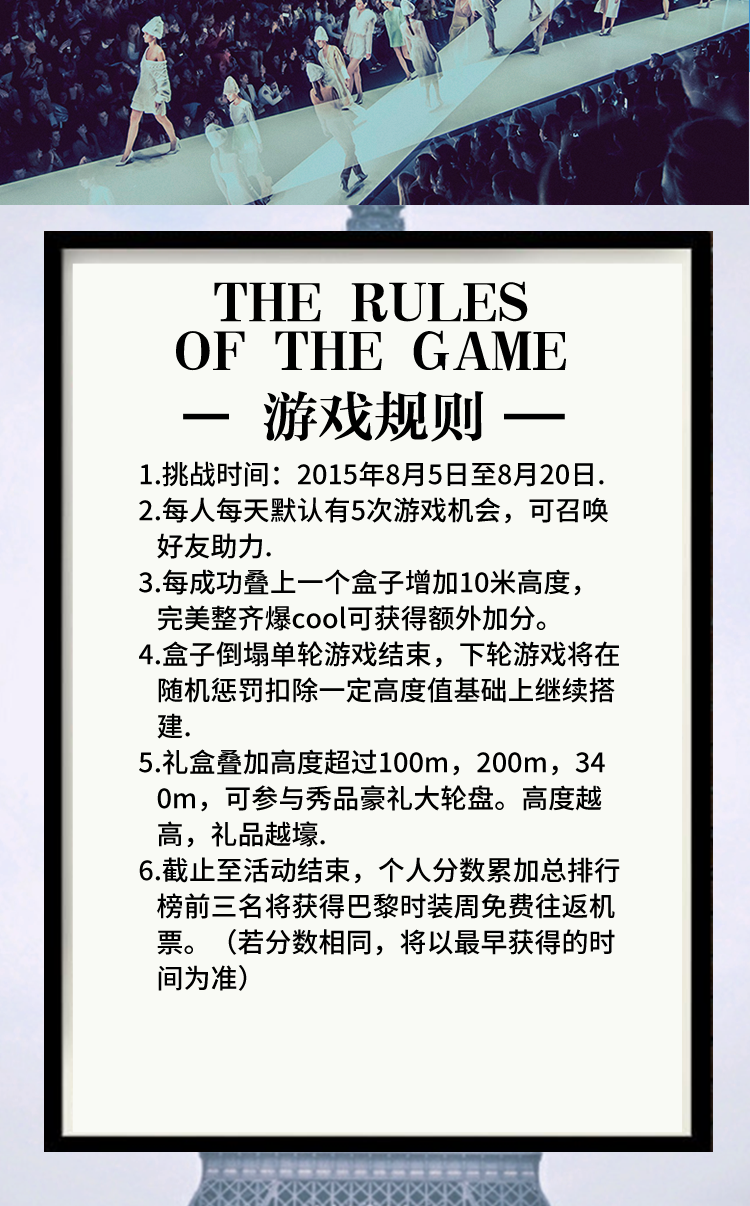 THE RULES
OF THE GAME
— 游戏规则 —
1.挑战时间：2015年8月5日至8月20日.
2.每人每天默认有5次游戏机会，可召唤
好友助力.
3.每成功叠上一个盒子增加10米高度，
完美整齐爆cool可获得额外加分。
4.盒子倒塌单轮游戏结束，下轮游戏将在
随机惩罚扣除一定高度值基础上继续搭
建.
5.礼盒叠加高度超过100m，200m，34
0m，可参与秀品豪礼大轮盘。高度越
高，礼品越壕.
6.截止至活动结束，个人分数累加总排行
榜前三名将获得巴黎时装周免费往返机
票。（若分数相同，将以最早获得的时
间为准）